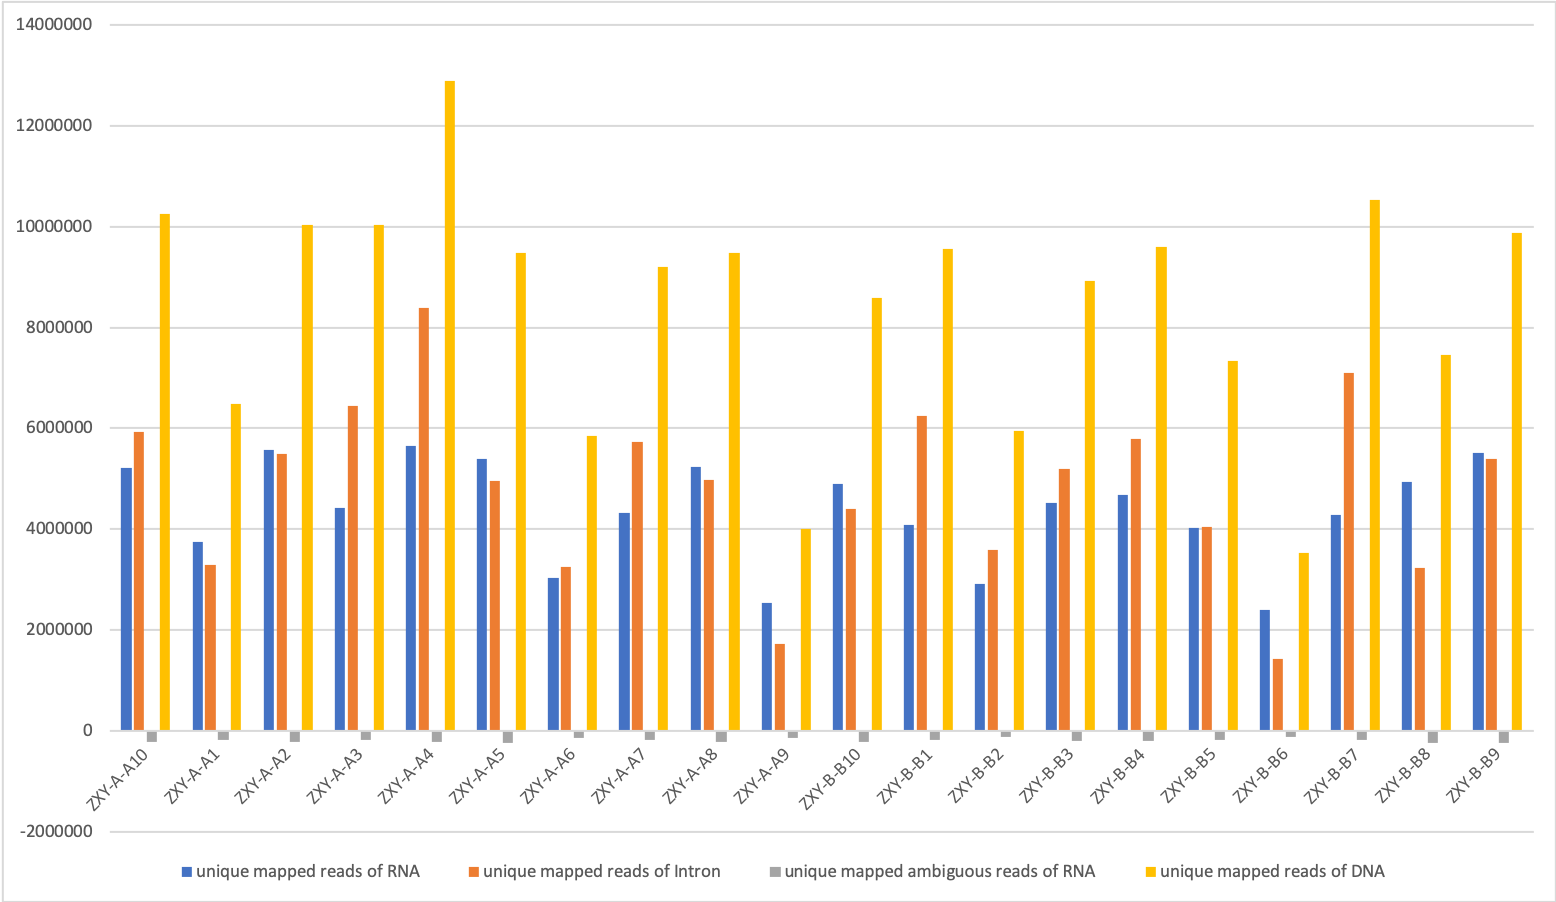 14000000
12000000
10000000
8000000
6000000
4000000
2000000
0
-2000000
ZXY-A-A10
ZXY-A-A1
ZXY-A-A2
ZXY-A-A3
ZXY-A-A4
ZXY-A-A5
ZXY-A-A6
ZXY-A-A7
ZXY-A-A8
ZXY-A-A9
ZXY-B-B10
ZXY-B-B1
ZXY-B-B2
ZXY-B-B3
ZXY-B-B4
ZXY-B-B5
ZXY-B-B6
ZXY-B-B7
ZXY-B-B8
ZXY-B-B9
unique mapped reads of RNA
unique mapped reads of Intron
unique mapped ambiguous reads of RNA
unique mapped reads of DNA